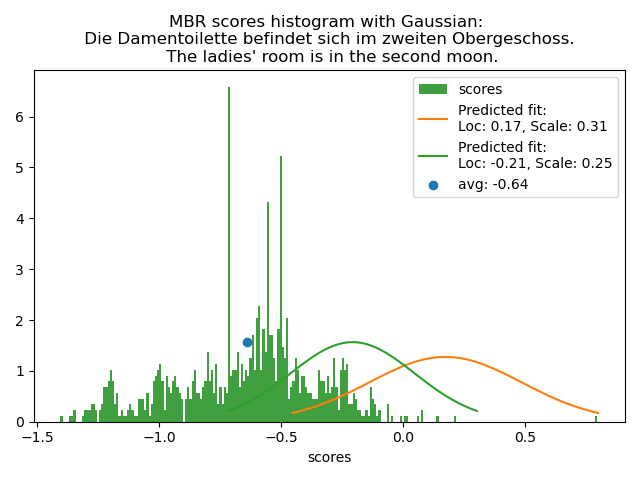 MBR scores histogram with Gaussian:
Die Damentoilette befindet sich im zweiten Obergeschoss.
The ladies' room is in the second moon.
scores
Predicted fit:
Loc: 0.17, Scale: 0.31
Predicted fit:
Loc: -0.21, Scale: 0.25
avg: -0.64
6
5
4
3
2
1
0
−1.5
−1.0
−0.5
0.0
0.5
scores